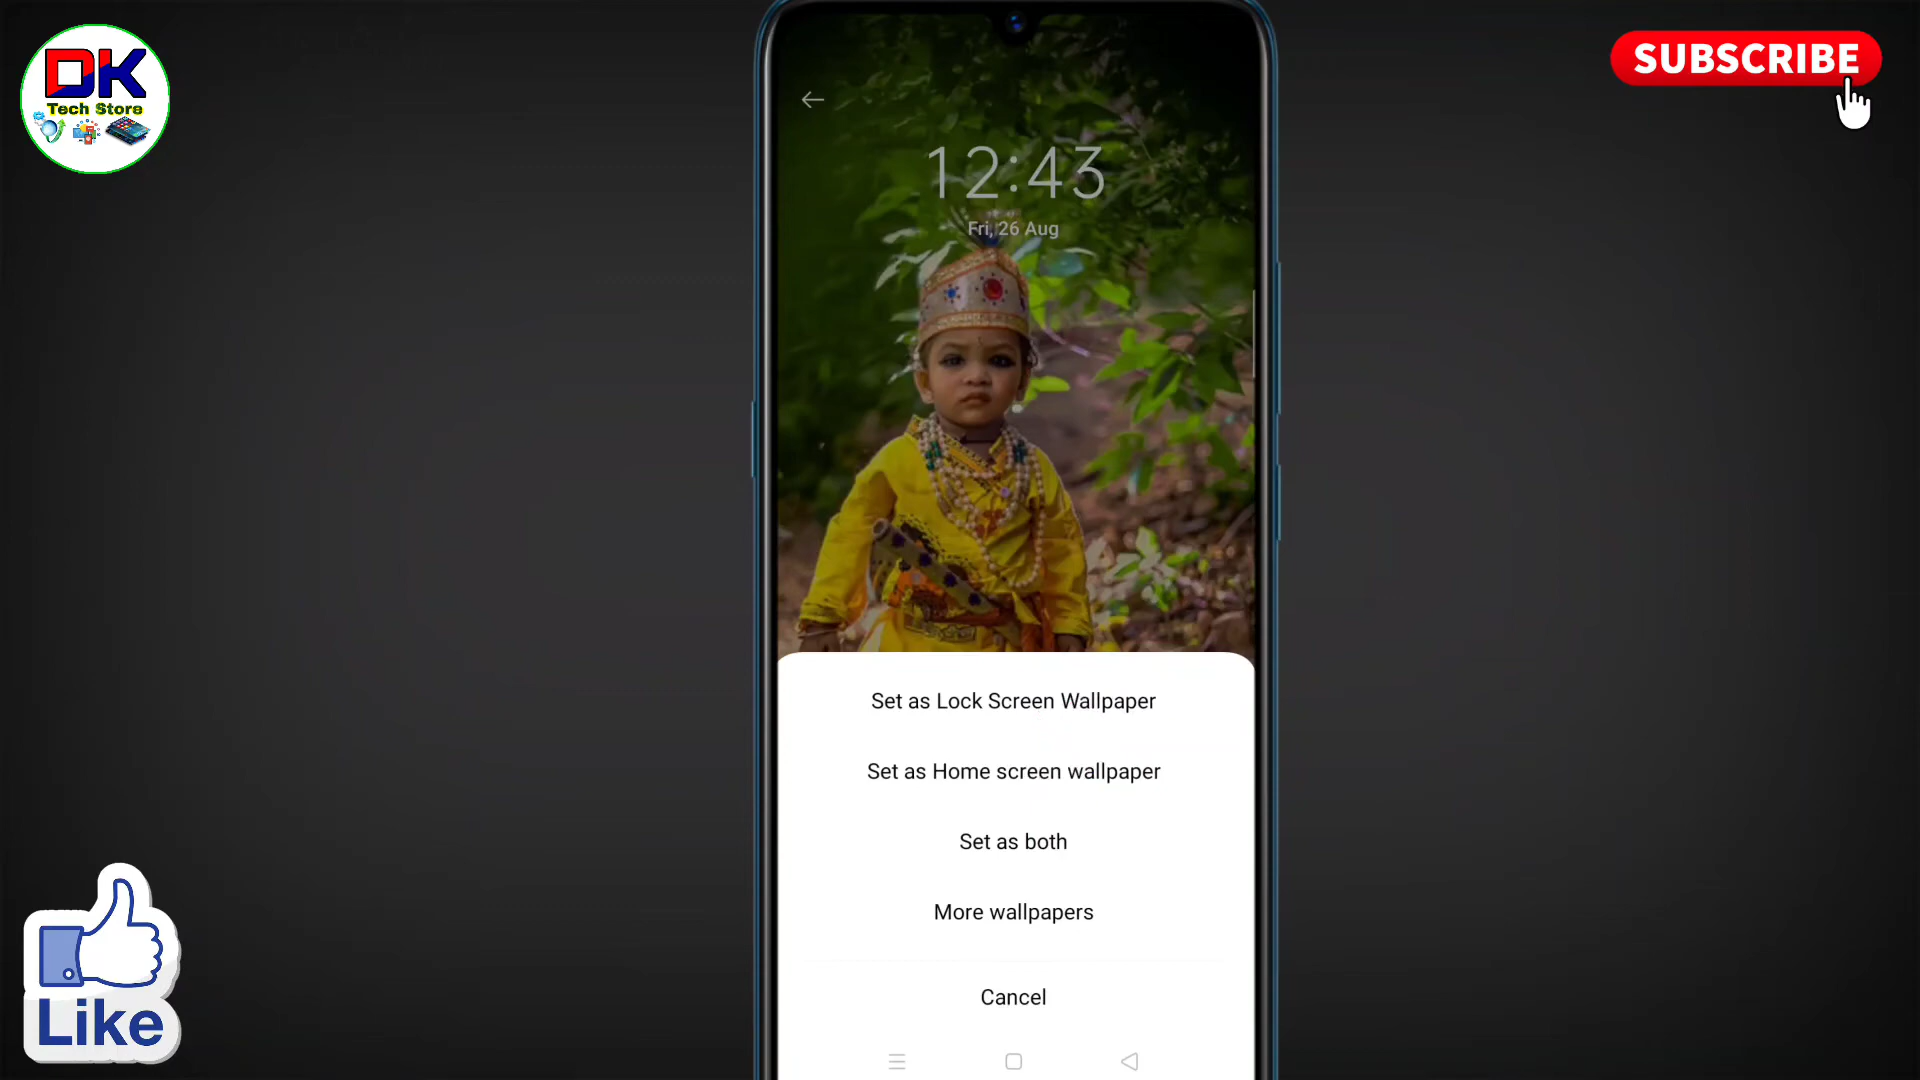 DK
Tech Store
SUBSCRIBE
12:43
Fri, 26 Aug
Set as Lock Screen Wallpaper
Set as Home screen wallpaper
Set as both
More wallpapers
Cancel
Like